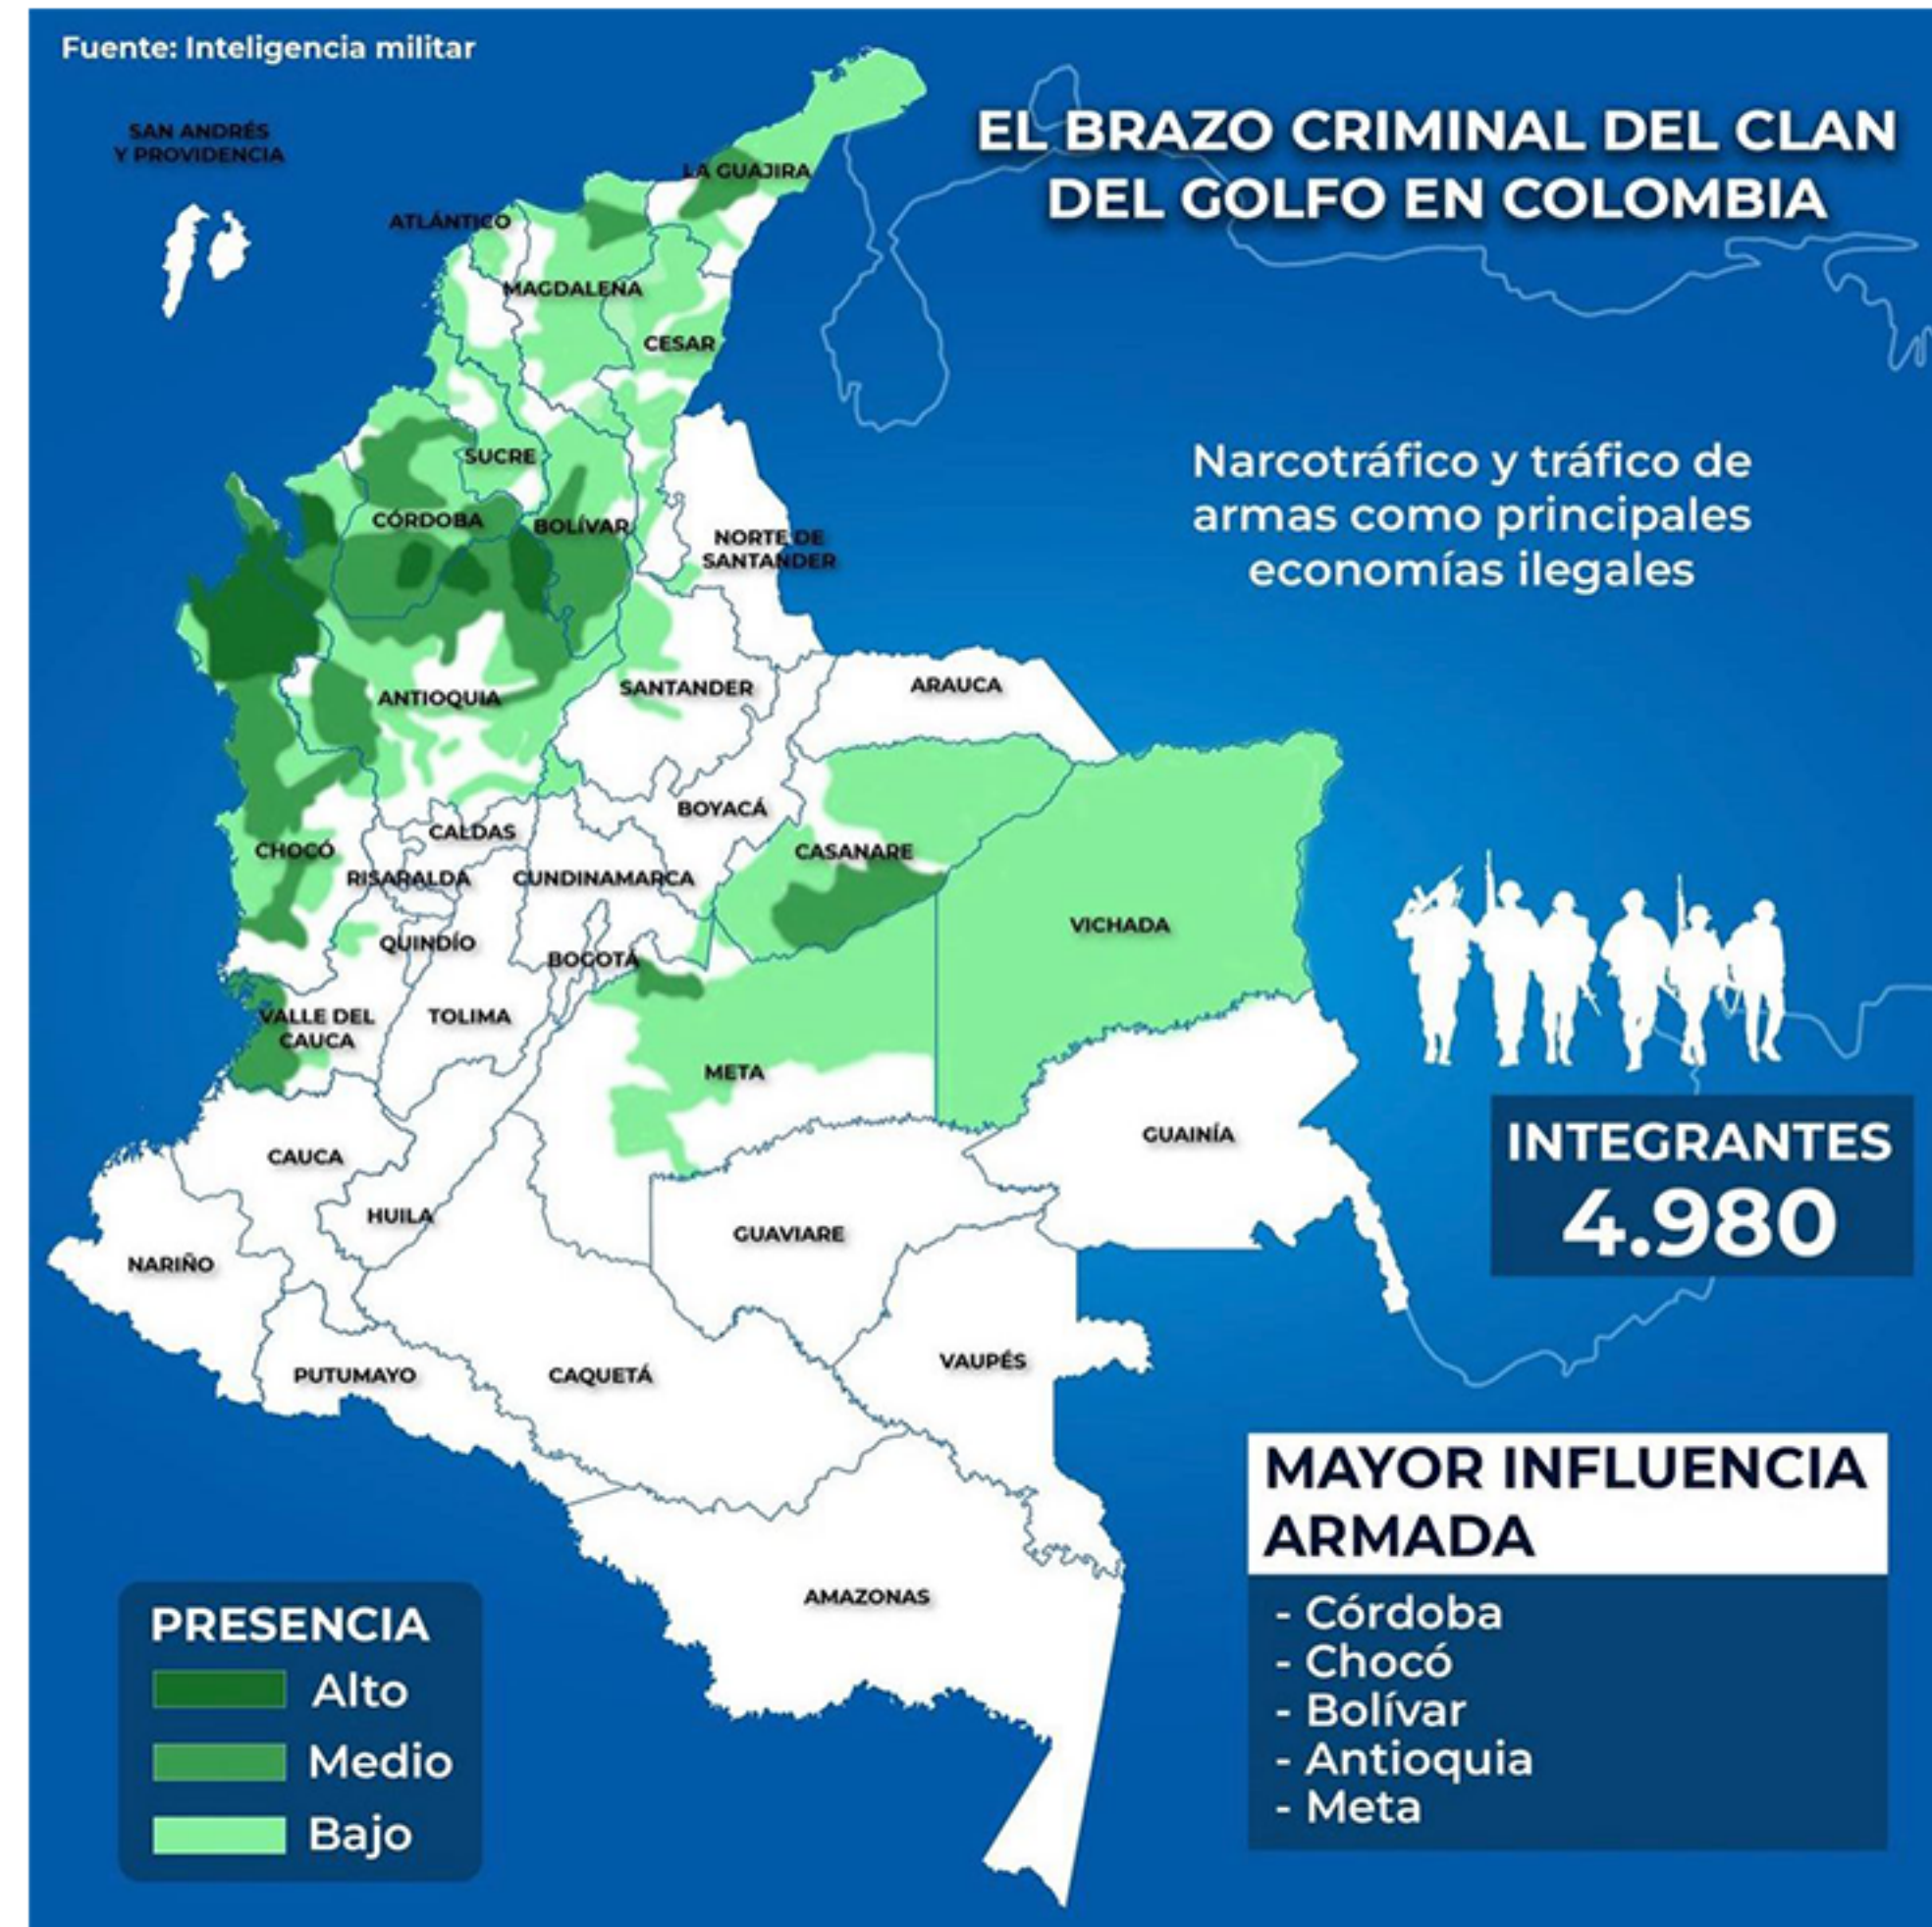 Fuente: Inteligencia militar
SAN ANDRÉS
Y PROVIDENCIA
EL BRAZO CRIMINAL DEL CLAN
DEL GOLFO EN COLOMBIA
LA GUAJIRA
ATLÁNTICO
MAGDALENA
CESAR
Narcotráfico y tráfico de
armas como principales
economías ilegales
SUCRE
CÓRDOBA
BOLÍVAR
NORTE DE
SANTANDER
ANTIOQUIA
SANTANDER
ARAUCA
BOYACÁ
CALDAS
CHOCÓ
CASANARE
RISARALDA
CUNDINAMARCA
VICHADA
QUINDÍO
BOGOTÁ
VALLE DEL
CAUCA
TOLIMA
META
GUAINÍA
CAUCA
HUILA
GUAVIARE
NARIÑO
INTEGRANTES
4.980
PUTUMAYO
CAQUETÁ
VAUPÉS
AMAZONAS
MAYOR INFLUENCIA
ARMADA
- Córdoba
- Chocó
- Bolívar
- Antioquia
- Meta
PRESENCIA
Alto
Medio
Bajo